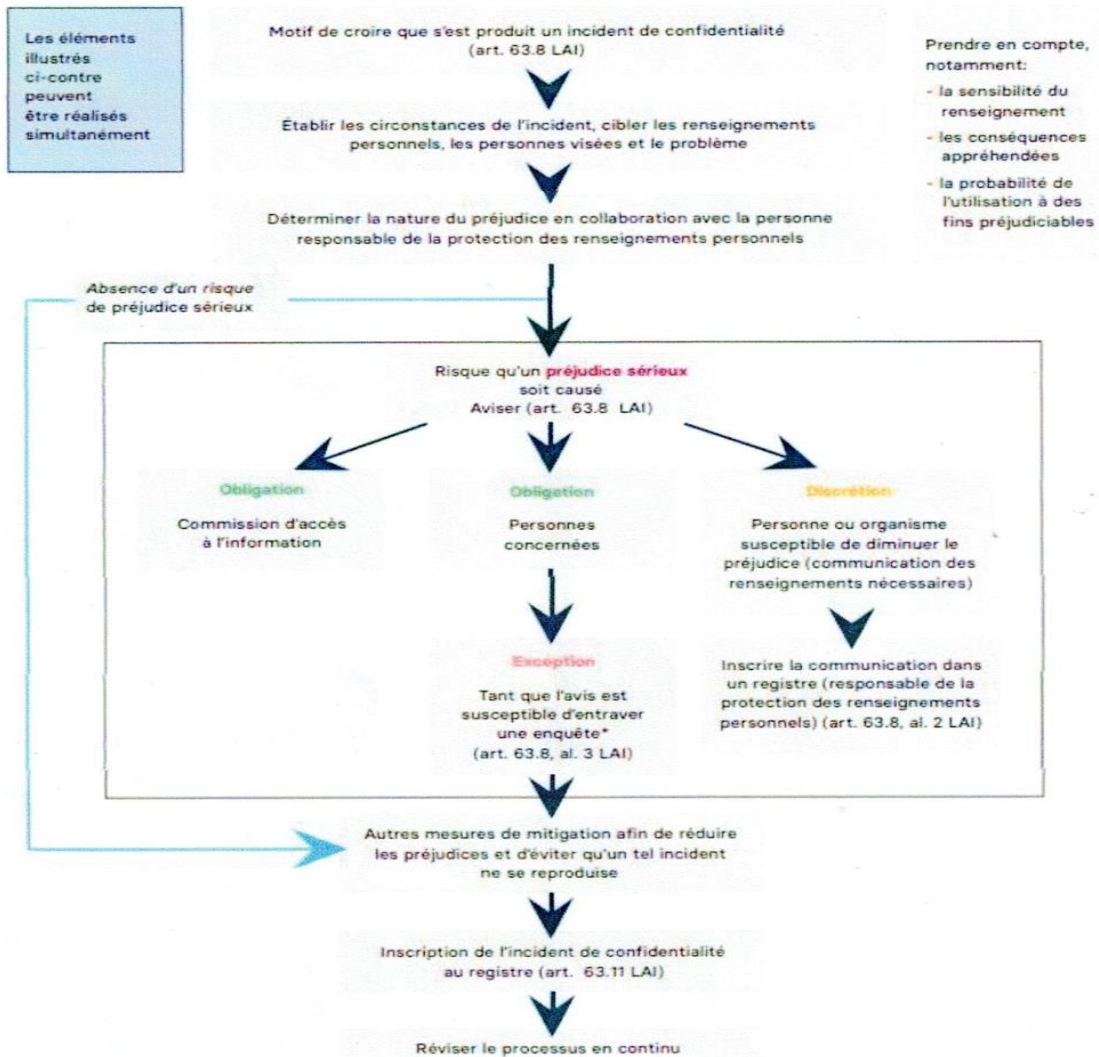 Les éléments
illustrés
ci-contre
peuvent
être réalisés
simultanément
Motif de croire que s'est produit un incident de confidentialité
(art. 63.8 LAI)
Prendre en compte,
notamment:
- la sensibilité du
renseignement
- les conséquences
appréhendées
- la probabilité de
l'utilisation à des
fins préjudiciables
Établir les circonstances de l'incident, cibler les renseignements
personnels, les personnes visées et le problème
Déterminer la nature du préjudice en collaboration avec la personne
responsable de la protection des renseignements personnels
Absence d'un risque
de préjudice sérieux
Risque qu'un préjudice sérieux
soit causé
Aviser (art. 63.8 LAI)
Obligation
Commission d'accès
à l'information
Obligation
Personnes
concernées
Discrétion
Personne ou organisme
susceptible de diminuer le
préjudice (communication des
renseignements nécessaires)
Exception
Tant que l'avis est
susceptible d'entraver
une enquête*
(art. 63.8, al. 3 LAI)
Inscrire la communication dans
un registre (responsable de la
protection des renseignements
personnels) (art. 63.8, al. 2 LAI)
Autres mesures de mitigation afin de réduire
les préjudices et d'éviter qu'un tel incident
ne se reproduise
Inscription de l'incident de confidentialité
au registre (art. 63.11 LAI)
Réviser le processus en continu